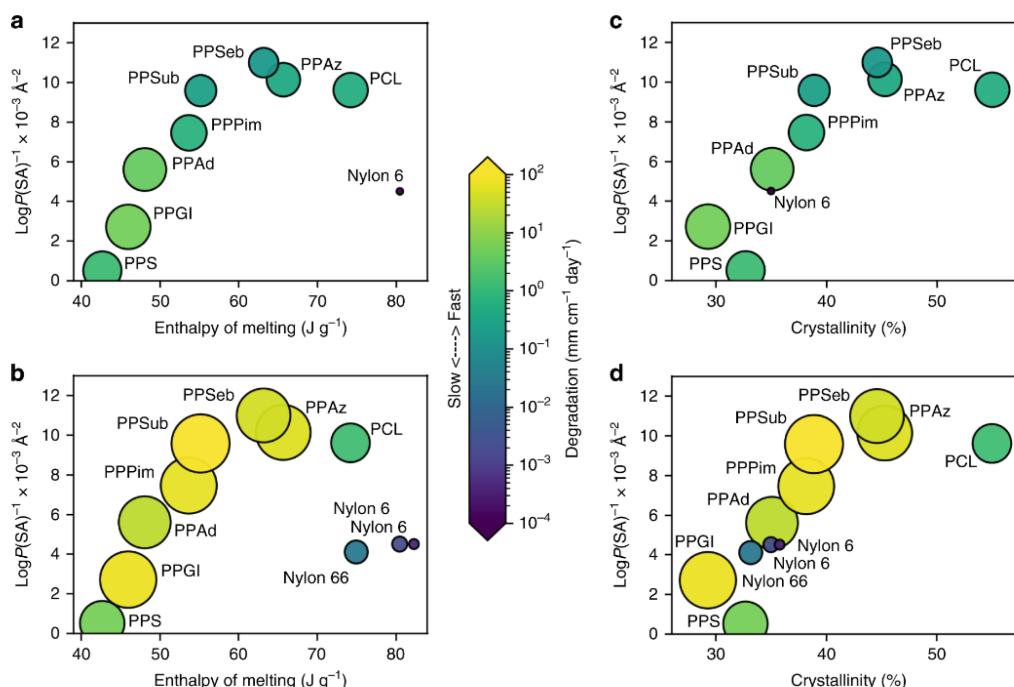 a
LogP(SA)⁻¹ × 10⁻³ Å⁻²
12
10
8
6
4
2
0
PPSeb
PPAz
PCL
PPSub
PPPim
PPAd
Nylon 6
PPGI
PPS
40 50 60 70 80
Enthalpy of melting (J g⁻¹)
b
LogP(SA)⁻¹ × 10⁻³ Å⁻²
12
10
8
6
4
2
0
PPSeb
PPAz
PPSub
PCL
PPPim
Nylon 6
Nylon 6
PPAd
PPGI
Nylon 66
PPS
40 50 60 70 80
Enthalpy of melting (J g⁻¹)
Slow <----> Fast
10²
10¹
10⁰
10⁻¹
10⁻²
10⁻³
10⁻⁴
Degradation (mm cm⁻¹ day⁻¹)
c
LogP(SA)⁻¹ × 10⁻³ Å⁻²
12
10
8
6
4
2
0
PPSeb
PCL
PPSub
PPAz
PPPim
PPAd
Nylon 6
PPGI
PPS
30 40 50
Crystallinity (%)
d
LogP(SA)⁻¹ × 10⁻³ Å⁻²
12
10
8
6
4
2
0
PPSeb
PPSub
PPAz
PCL
PPPim
PPAd
PPGI
Nylon 6
Nylon 6
Nylon 66
PPS
30 40 50
Crystallinity (%)